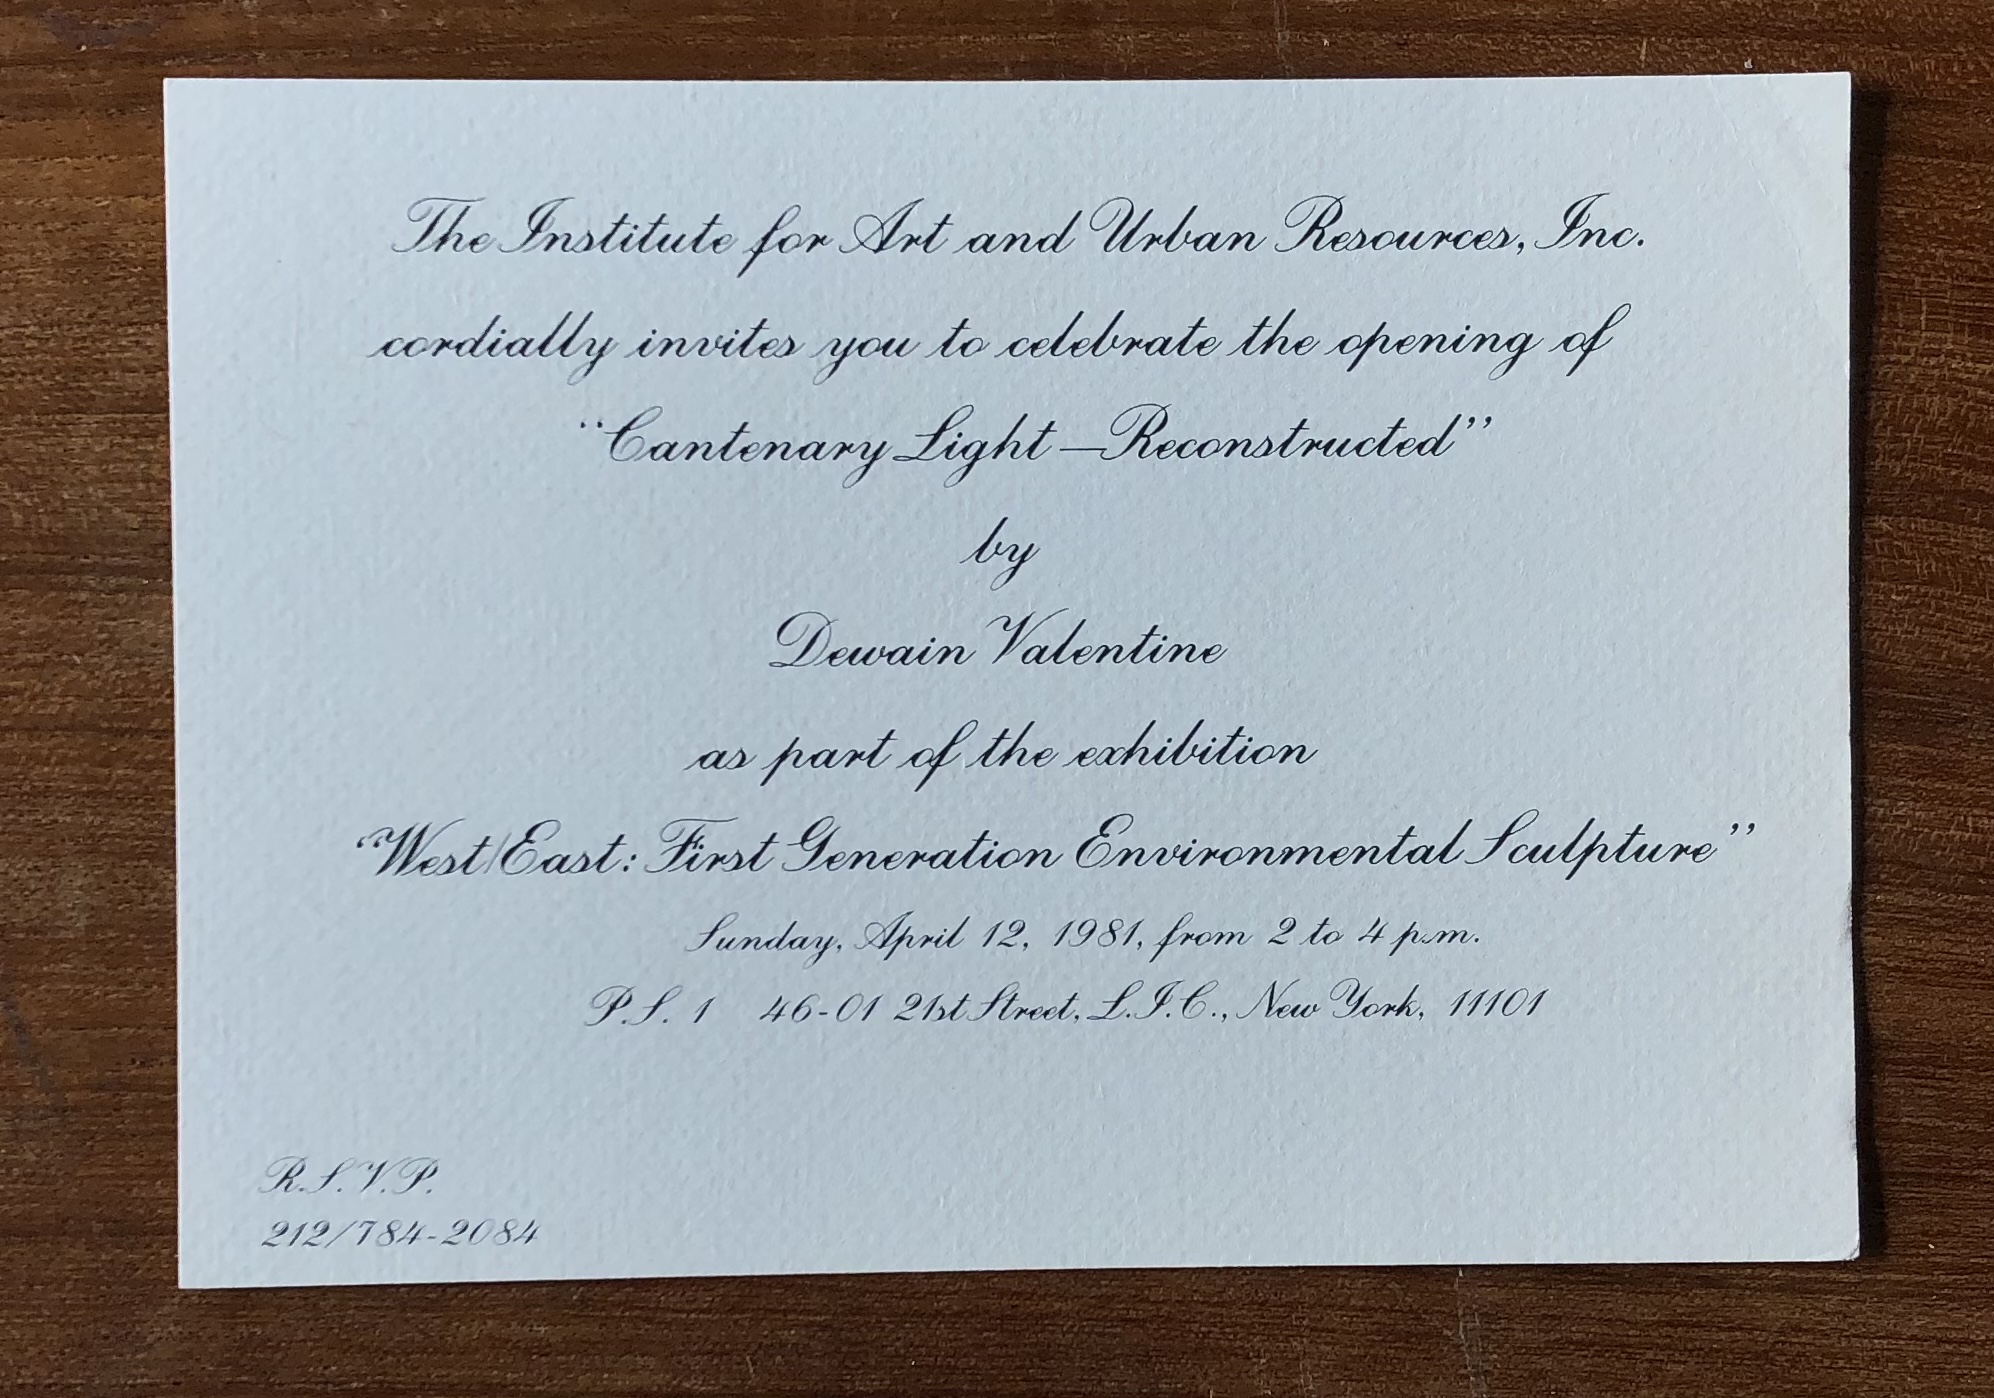 The Institute for Art and Urban Resources, Inc.
cordially invites you to celebrate the opening of
“Cantenary Light—Reconstructed”
by
Dewain Valentine
as part of the exhibition
“West/East: First Generation Environmental Sculpture”
Sunday, April 12, 1981, from 2 to 4 p.m.
P.S. 1 46-01 21st Street, L.I.C., New York, 11101
R.S.V.P.
212/784-2084